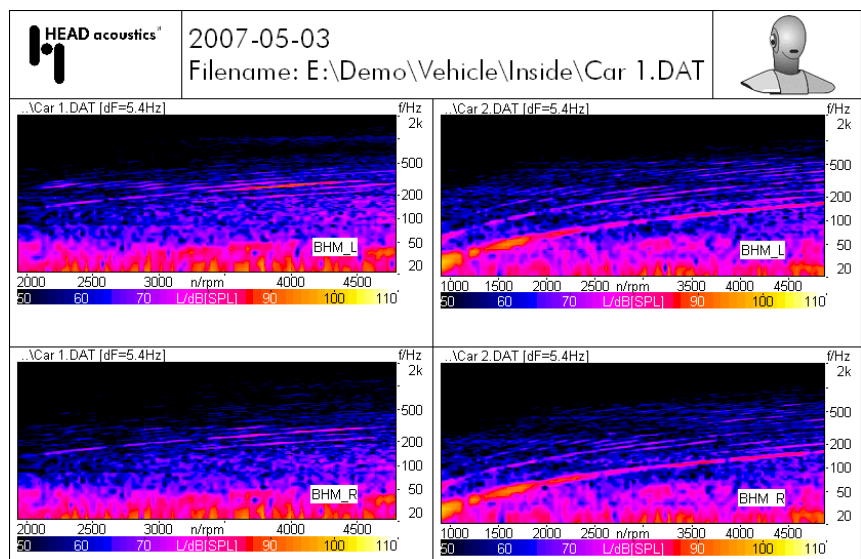 HEAD acoustics®
2007-05-03
Filename: E:\Demo\Vehicle\Inside\Car 1.DAT
..\Car 1.DAT [dF=5.4Hz] f/Hz
2k
500
200
100
50
20
BHM_L
2000 2500 3000 n/rpm 4000 4500
50 60 70 L/dB[SPL] 90 100 110
..\Car 2.DAT [dF=5.4Hz] f/Hz
2k
500
200
100
50
20
BHM_L
1000 1500 2000 2500 n/rpm 3500 4000 4500
50 60 70 L/dB[SPL] 90 100 110
..\Car 1.DAT [dF=5.4Hz] f/Hz
2k
500
200
100
50
20
BHM_R
2000 2500 3000 n/rpm 4000 4500
50 60 70 L/dB[SPL] 90 100 110
..\Car 2.DAT [dF=5.4Hz] f/Hz
2k
500
200
100
50
20
BHM_R
1000 1500 2000 2500 n/rpm 3500 4000 4500
50 60 70 L/dB[SPL] 90 100 110